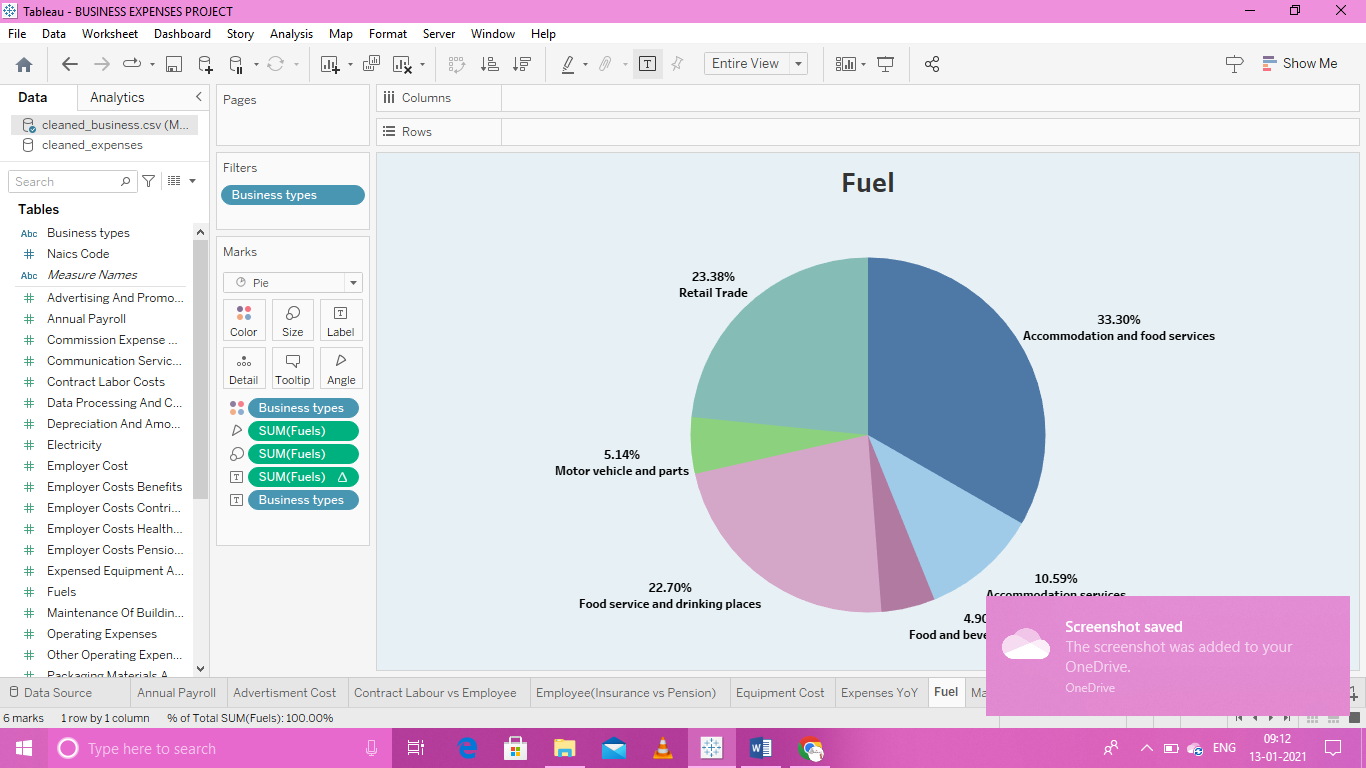 Tableau - BUSINESS EXPENSES PROJECT
File Data Worksheet Dashboard Story Analysis Map Format Server Window Help
Entire View
Show Me
Data Analytics
cleaned_business.csv (M...
cleaned_expenses
Search
Tables
Abc Business types
# Naics Code
Abc Measure Names
# Advertising And Promo...
# Annual Payroll
# Commission Expense ...
# Communication Servic...
# Contract Labor Costs
# Data Processing And C...
# Depreciation And Amo...
# Electricity
# Employer Cost
# Employer Costs Benefits
# Employer Costs Contri...
# Employer Costs Health...
# Employer Costs Pensio...
# Expensed Equipment A...
# Fuels
# Maintenance Of Buildin...
# Operating Expenses
# Other Operating Expen...
# Packaging Materials A...
Pages
Filters
Business types
Marks
Pie
Color Size Label
Detail Tooltip Angle
Business types
SUM(Fuels)
SUM(Fuels)
SUM(Fuels) Δ
Business types
Columns
Rows
Fuel
23.38%
Retail Trade
33.30%
Accommodation and food services
5.14%
Motor vehicle and parts
22.70%
Food service and drinking places
10.59%
Accommodation services
4.90
Food and beve
Screenshot saved
The screenshot was added to your
OneDrive.
OneDrive
Data Source Annual Payroll Advertisment Cost Contract Labour vs Employee Employee(Insurance vs Pension) Equipment Cost Expenses YoY Fuel Ma
6 marks 1 row by 1 column % of Total SUM(Fuels): 100.00%
Type here to search
ENG
09:12
13-01-2021